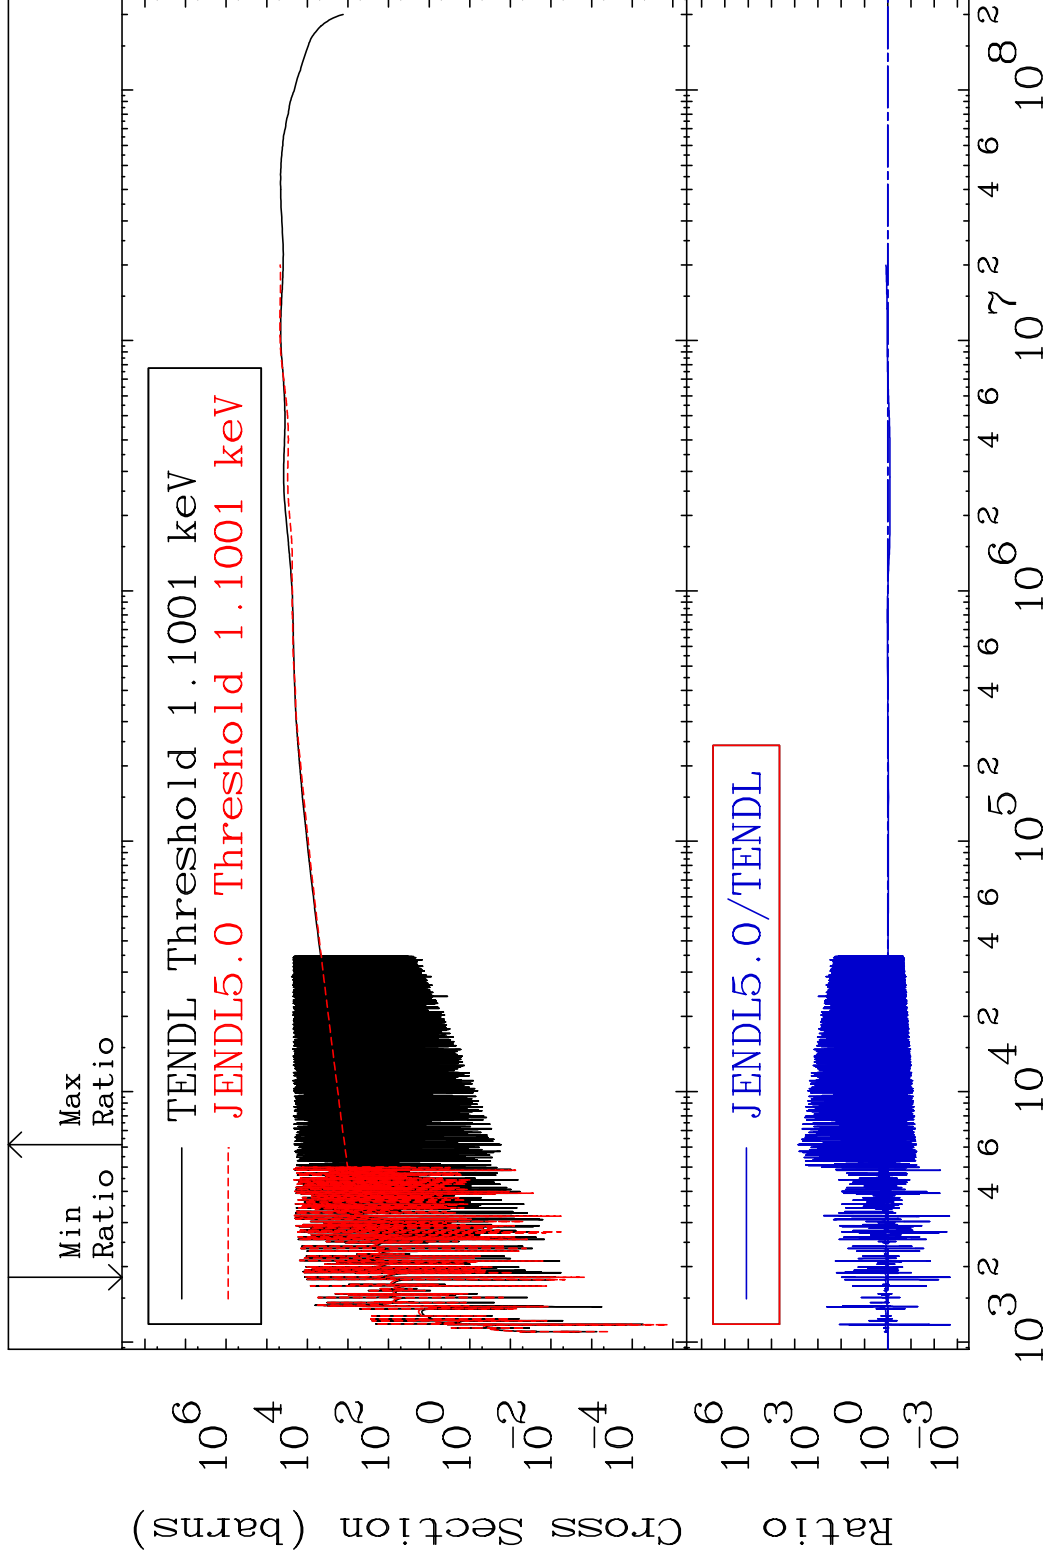 Min Ratio
Max Ratio
TENDL Threshold 1.1001 keV
JENDL5.0 Threshold 1.1001 keV
Cross Section (barns)
10^6
10^4
10^2
10^0
10^-2
10^-4
JENDL5.0/TENDL
Ratio
10^6
10^3
10^0
10^-3
10^3 2 4 6 10^4 2 4 6 10^5 2 4 6 10^6 2 4 6 10^7 2 4 6 10^8 2